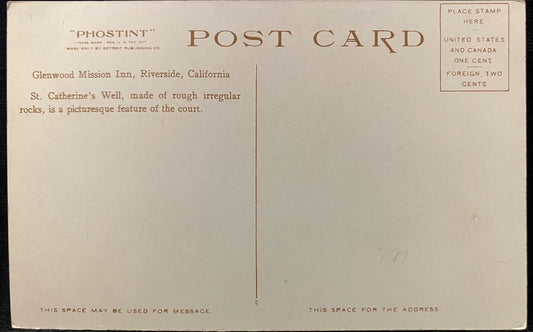 "PHOSTINT"
TRADE MARK REG. U.S. PAT. OFF.
MADE ONLY BY DETROIT PUBLISHING CO.
POST CARD
PLACE STAMP
HERE
UNITED STATES
AND CANADA
ONE CENT
FOREIGN, TWO
CENTS
Glenwood Mission Inn, Riverside, California
St. Catherine's Well, made of rough irregular
rocks, is a picturesque feature of the court.
THIS SPACE MAY BE USED FOR MESSAGE.
THIS SPACE FOR THE ADDRESS.